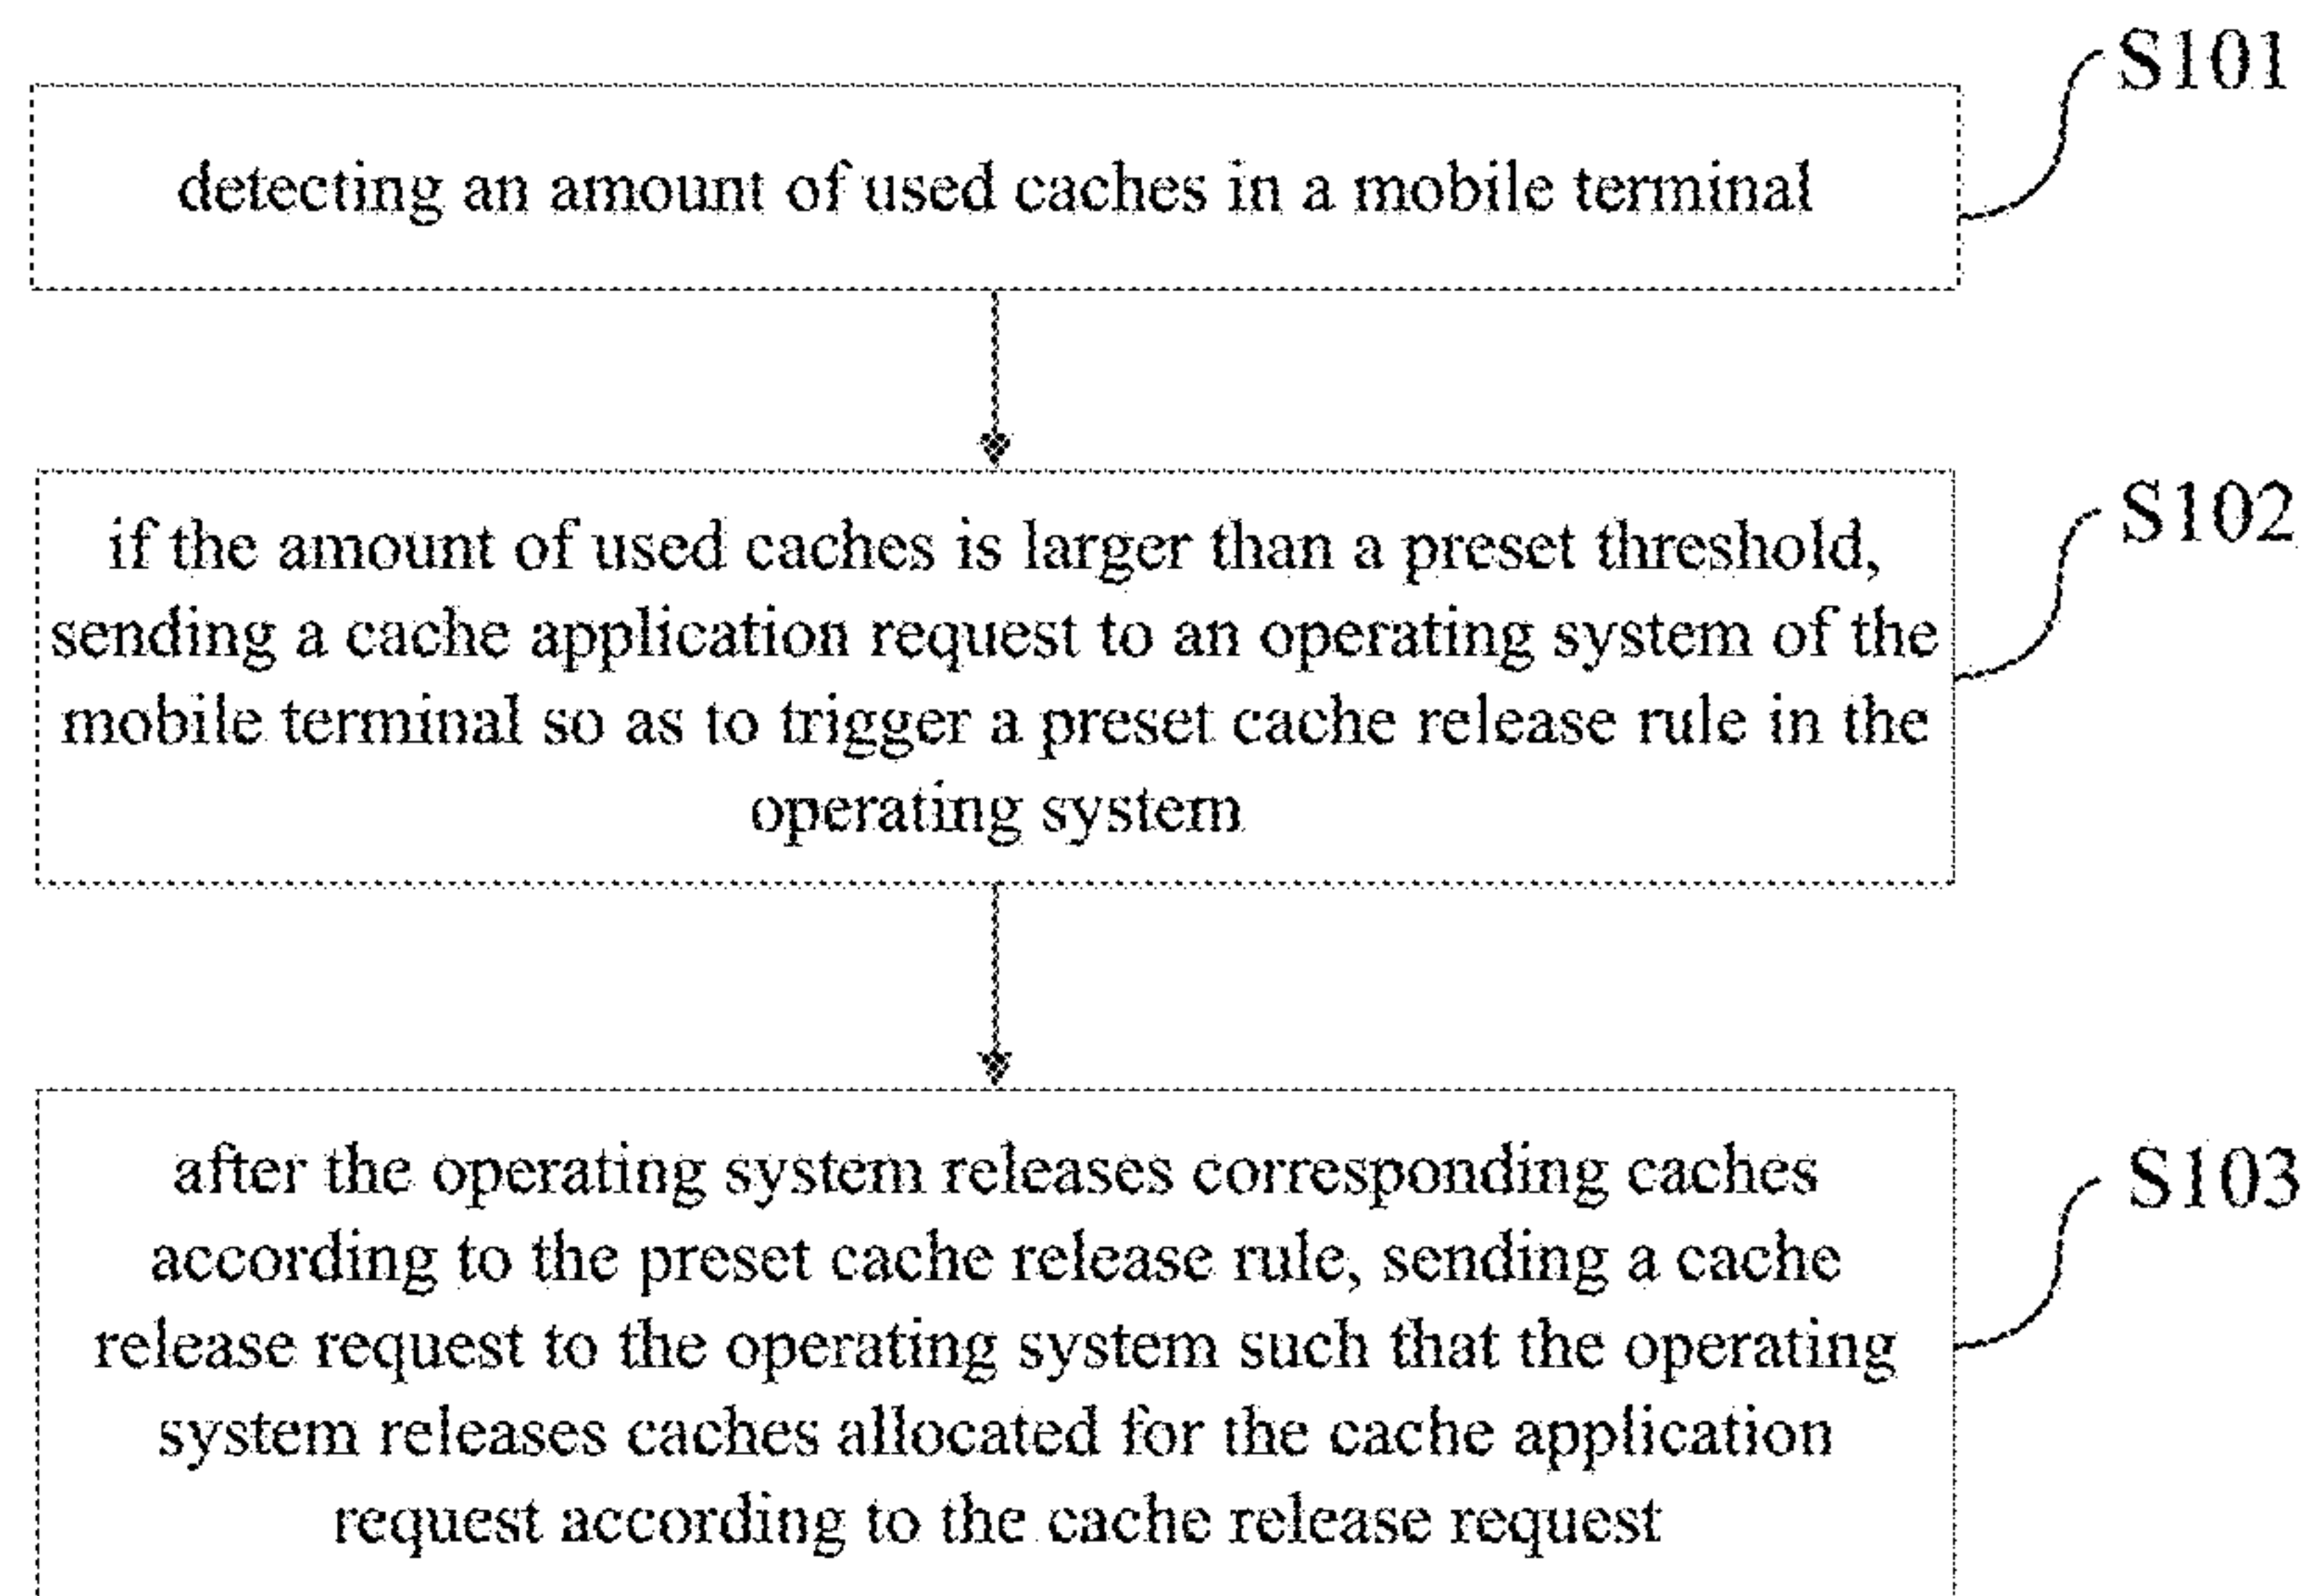 S101
detecting an amount of used caches in a mobile terminal
S102
if the amount of used caches is larger than a preset threshold,
sending a cache application request to an operating system of the
mobile terminal so as to trigger a preset cache release rule in the
operating system
S103
after the operating system releases corresponding caches
according to the preset cache release rule, sending a cache
release request to the operating system such that the operating
system releases caches allocated for the cache application
request according to the cache release request